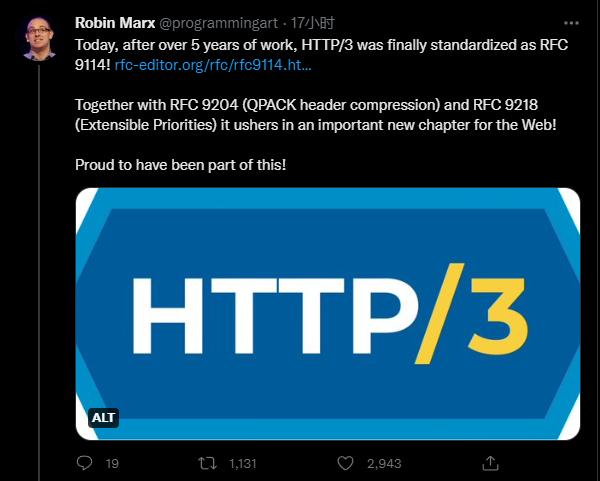 Robin Marx @programmingart · 17小时
Today, after over 5 years of work, HTTP/3 was finally standardized as RFC
9114! rfc-editor.org/rfc/rfc9114.ht…
Together with RFC 9204 (QPACK header compression) and RFC 9218
(Extensible Priorities) it ushers in an important new chapter for the Web!
Proud to have been part of this!
HTTP/3
ALT
19 1,131 2,943